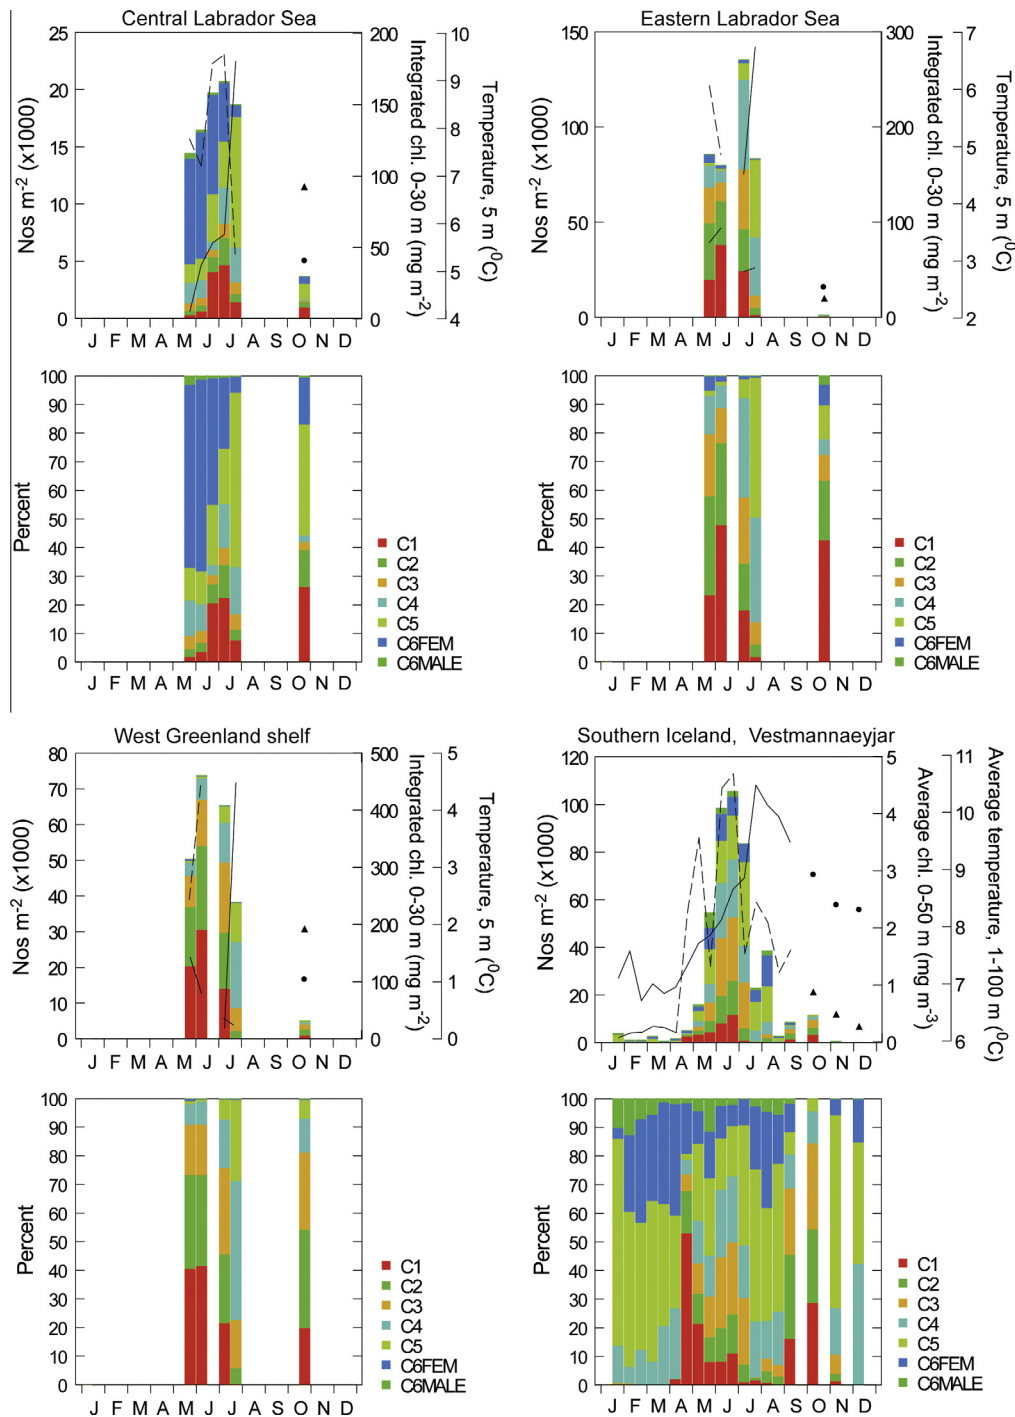 Central Labrador Sea
Nos m⁻² (x1000)
25
20
15
10
5
0
200
150
100
50
0
Integrated chl. 0-30 m (mg m⁻²)
10
9
8
7
6
5
4
Temperature, 5 m (⁰C)
J F M A M J J A S O N D
Percent
100
90
80
70
60
50
40
30
20
10
0
J F M A M J J A S O N D
C1
C2
C3
C4
C5
C6FEM
C6MALE
Eastern Labrador Sea
Nos m⁻² (x1000)
150
100
50
0
300
200
100
0
Integrated chl. 0-30 m (mg m⁻²)
7
6
5
4
3
2
Temperature, 5 m (⁰C)
J F M A M J J A S O N D
Percent
100
90
80
70
60
50
40
30
20
10
0
J F M A M J J A S O N D
C1
C2
C3
C4
C5
C6FEM
C6MALE
West Greenland shelf
Nos m⁻² (x1000)
80
70
60
50
40
30
20
10
0
500
400
300
200
100
0
Integrated chl. 0-30 m (mg m⁻²)
5
4
3
2
1
0
Temperature, 5 m (⁰C)
J F M A M J J A S O N D
Percent
100
90
80
70
60
50
40
30
20
10
0
J F M A M J J A S O N D
C1
C2
C3
C4
C5
C6FEM
C6MALE
Southern Iceland, Vestmannaeyjar
Nos m⁻² (x1000)
120
100
80
60
40
20
0
5
4
3
2
1
0
Average chl. 0-50 m (mg m⁻³)
11
10
9
8
7
6
Average temperature, 1-100 m (⁰C)
J F M A M J J A S O N D
Percent
100
90
80
70
60
50
40
30
20
10
0
J F M A M J J A S O N D
C1
C2
C3
C4
C5
C6FEM
C6MALE